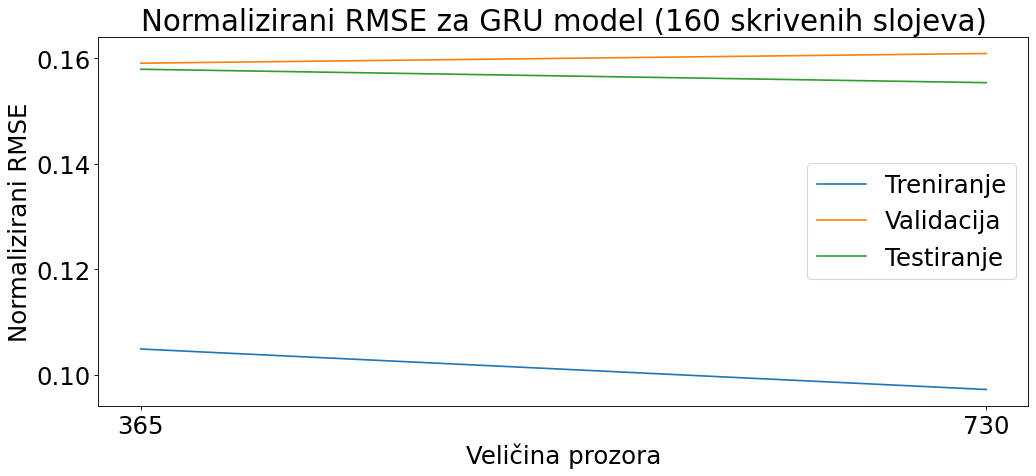 Normalizirani RMSE za GRU model (160 skrivenih slojeva)
Normalizirani RMSE
0.16
0.14
0.12
0.10
Treniranje
Validacija
Testiranje
365
730
Veličina prozora